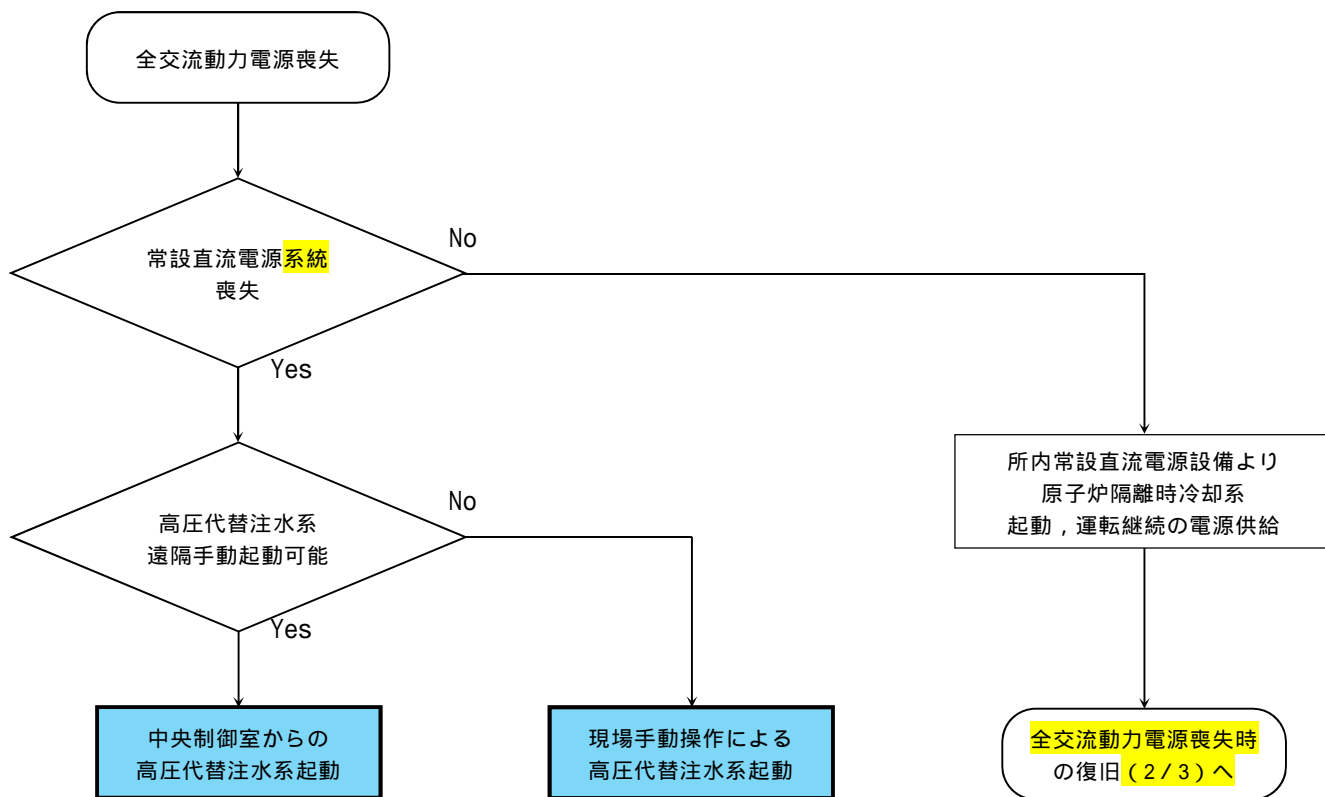 全交流動力電源喪失
常設直流電源系統
喪失
No
Yes
高圧代替注水系
遠隔手動起動可能
No
Yes
所内常設直流電源設備より
原子炉隔離時冷却系
起動，運転継続の電源供給
中央制御室からの
高圧代替注水系起動
現場手動操作による
高圧代替注水系起動
全交流動力電源喪失時
の復旧(2/3)へ